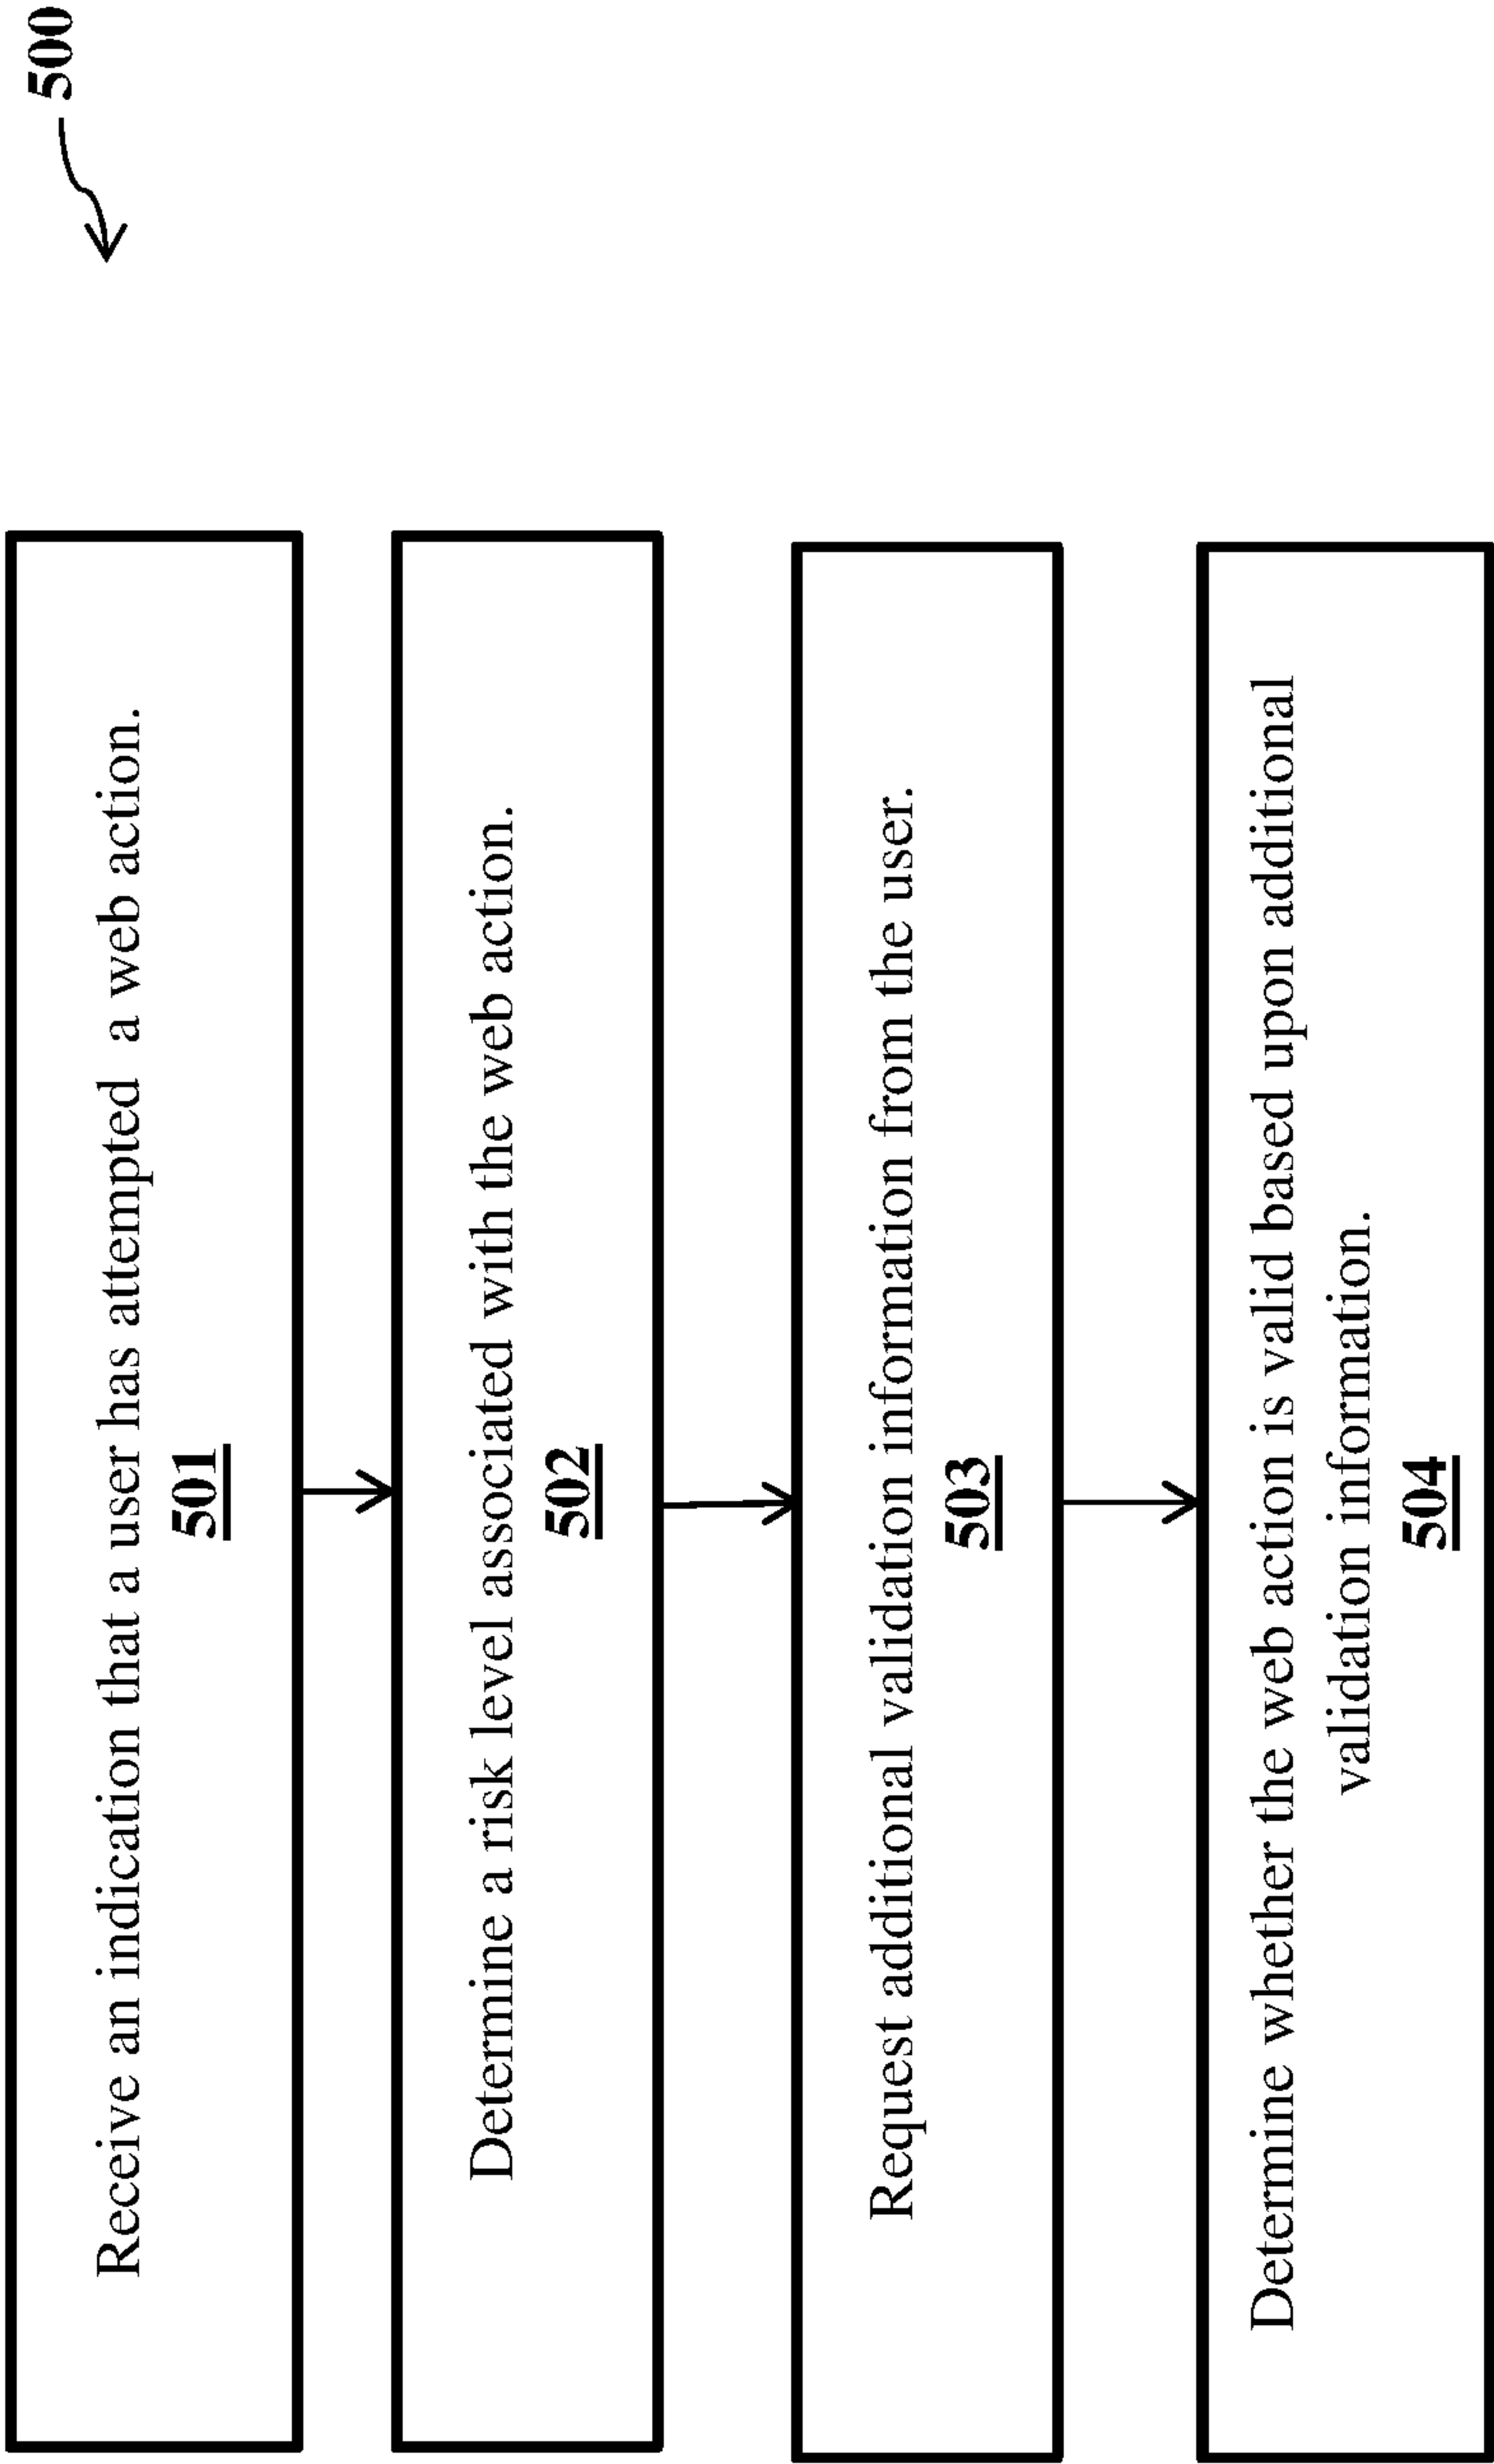 500
Receive an indication that a user has attempted a web action.
501
Determine a risk level associated with the web action.
502
Request additional validation information from the user.
503
Determine whether the web action is valid based upon additional
validation information.
504